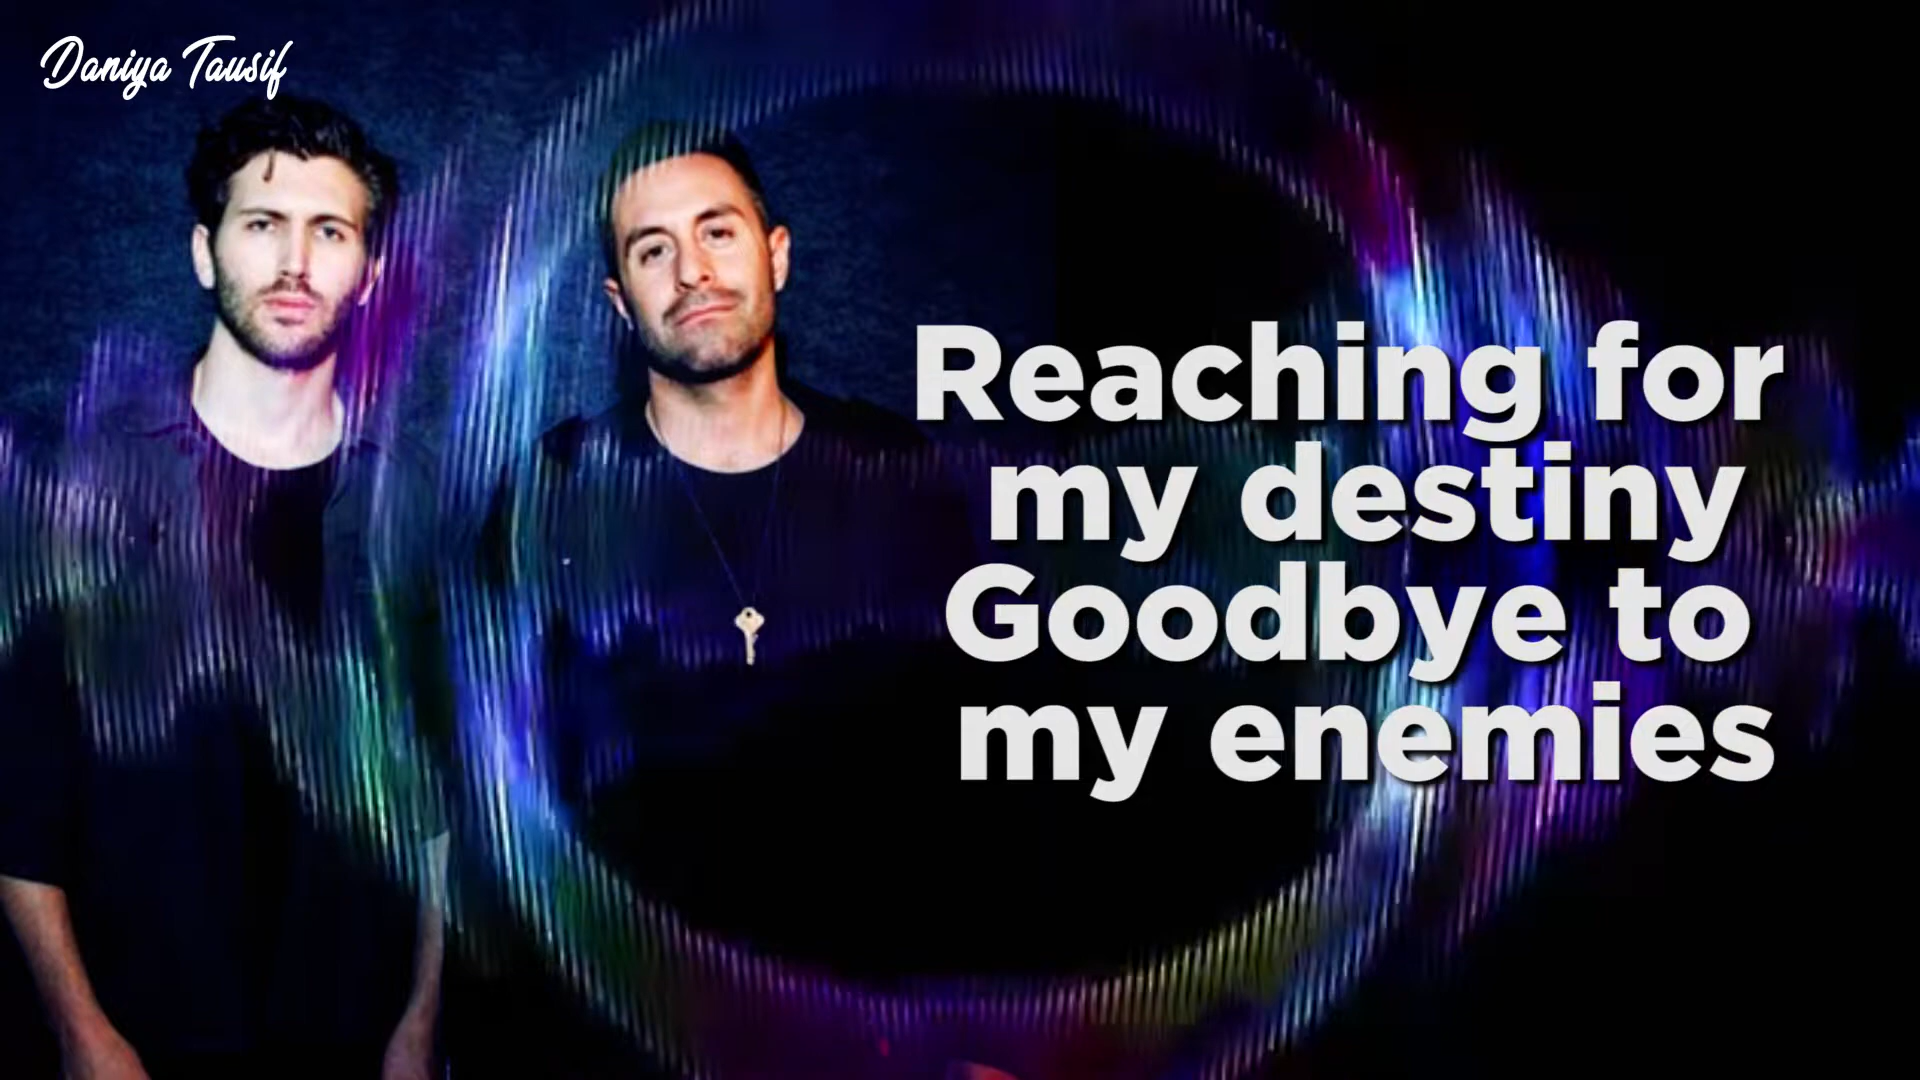 Daniya Tausif
Reaching for
my destiny
Goodbye to
my enemies